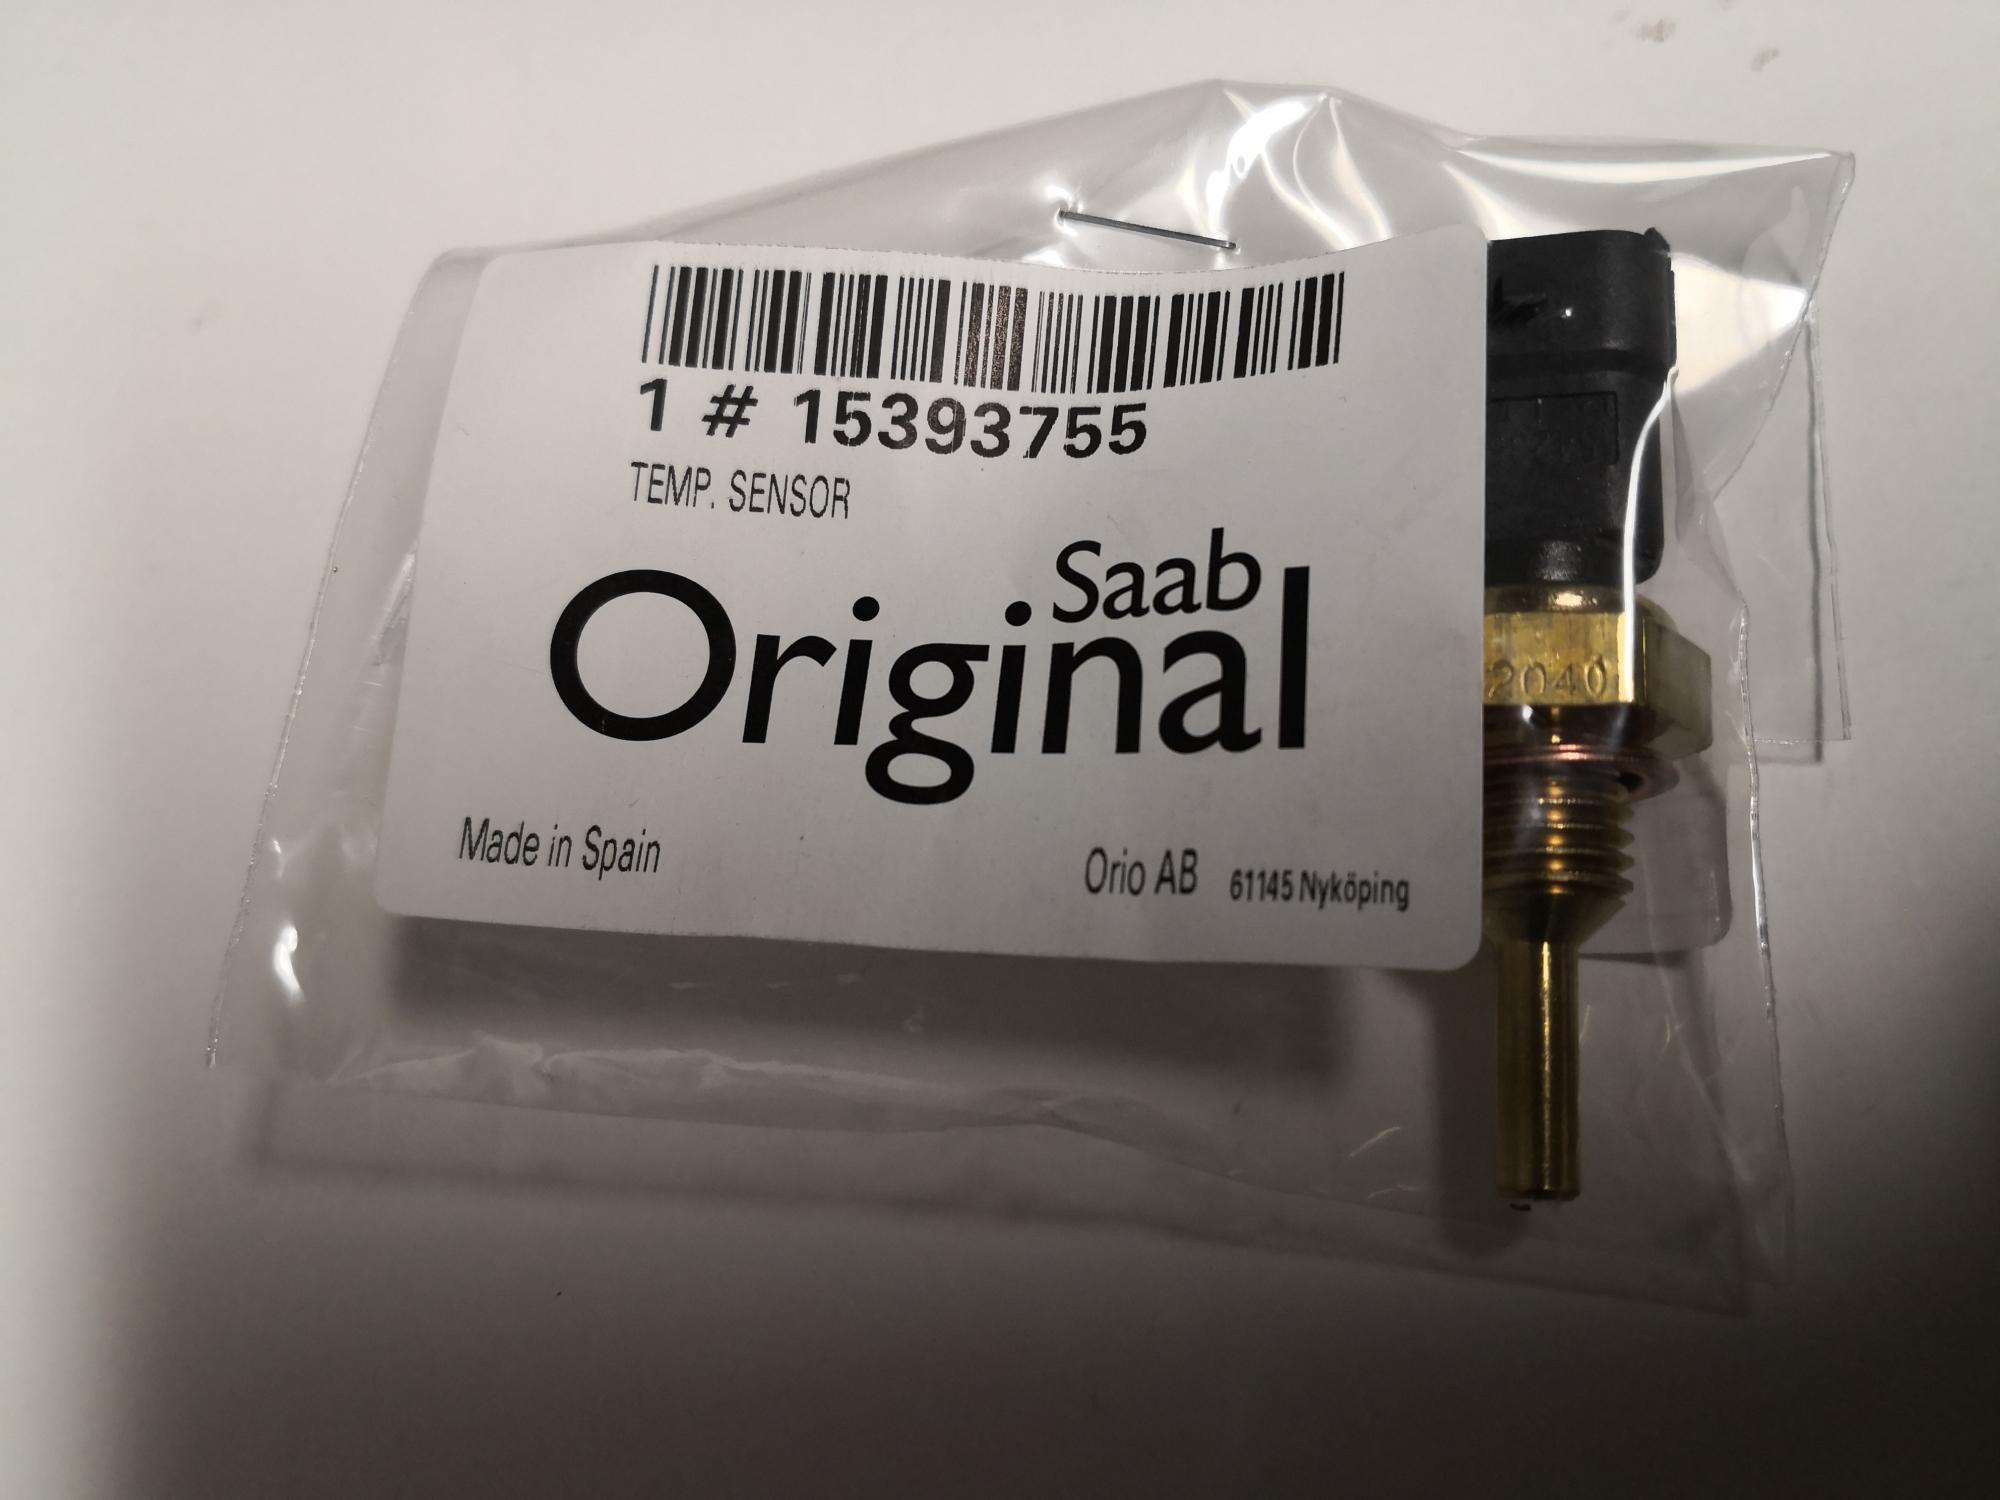 1 # 15393755
TEMP. SENSOR
Saab
Original
Made in Spain
Orio AB 61145 Nyköping
2040